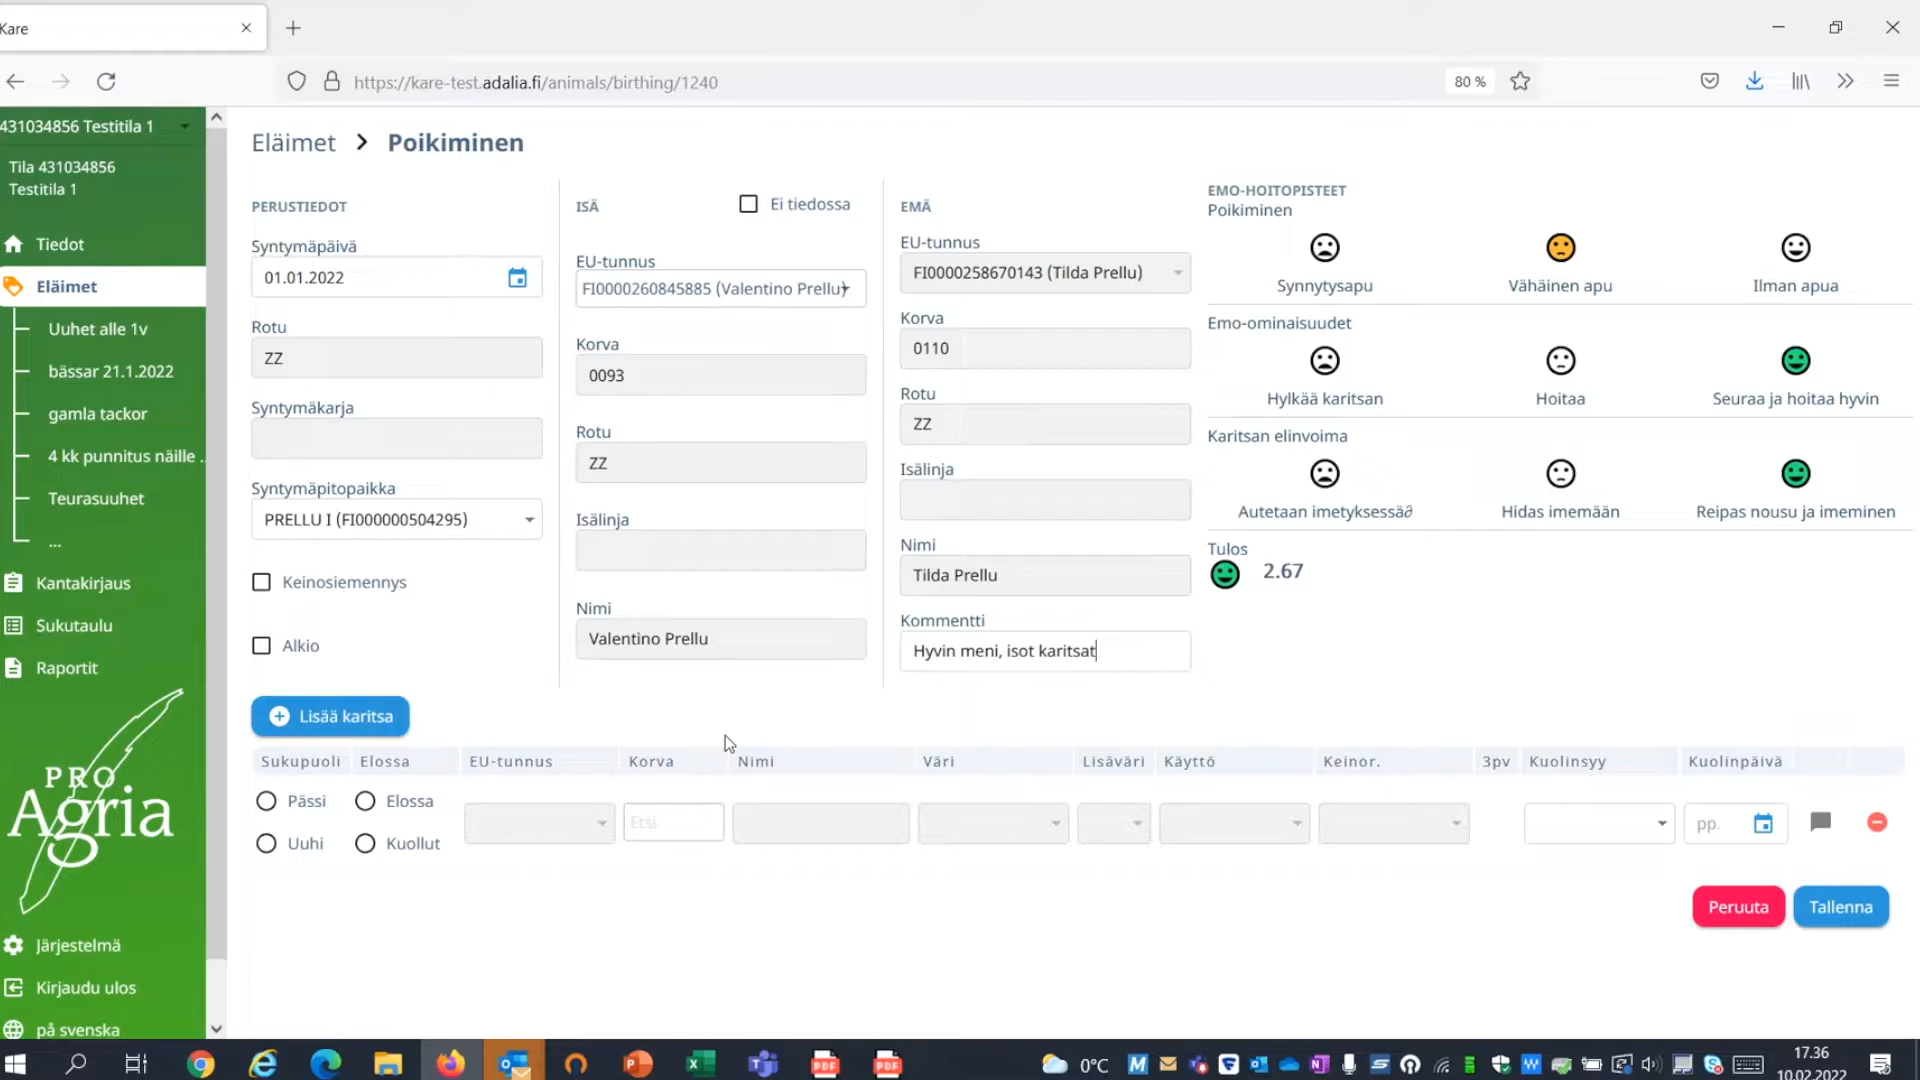 Kare
https://kare-test.adalia.fi/animals/birthing/1240
80 %
431034856 Testitila 1
Tila 431034856
Testitila 1
Tiedot
Eläimet
Uuhet alle 1v
bässar 21.1.2022
gamla tackor
4 kk punnitus näille ..
Teurasuuhet
...
Kantakirjaus
Sukutaulu
Raportit
PRO
Agria
Järjestelmä
Kirjaudu ulos
på svenska
Eläimet > Poikiminen
PERUSTIEDOT
Syntymäpäivä
01.01.2022
Rotu
ZZ
Syntymäkarja
Syntymäpitopaikka
PRELLU I (FI000000504295)
Keinosiemennys
Alkio
ISÄ
Ei tiedossa
EU-tunnus
FI0000260845885 (Valentino Prellu)
Korva
0093
Rotu
ZZ
Isälinja
Nimi
Valentino Prellu
EMÄ
EU-tunnus
FI0000258670143 (Tilda Prellu)
Korva
0110
Rotu
ZZ
Isälinja
Nimi
Tilda Prellu
Kommentti
Hyvin meni, isot karitsat
EMO-HOITOPISTEET
Poikiminen
Synnytysapu Vähäinen apu Ilman apua
Emo-ominaisuudet
Hylkää karitsan Hoitaa Seuraa ja hoitaa hyvin
Karitsan elinvoima
Autetaan imetyksessä∂ Hidas imemään Reipas nousu ja imeminen
Tulos
2.67
Lisää karitsa
Sukupuoli Elossa EU-tunnus Korva Nimi Väri Lisäväri Käyttö Keinor. 3pv Kuolinsyy Kuolinpäivä
Pässi Elossa
Etsi
pp.
Uuhi Kuollut
Peruuta Tallenna
0°C
17.36
10.02.2022